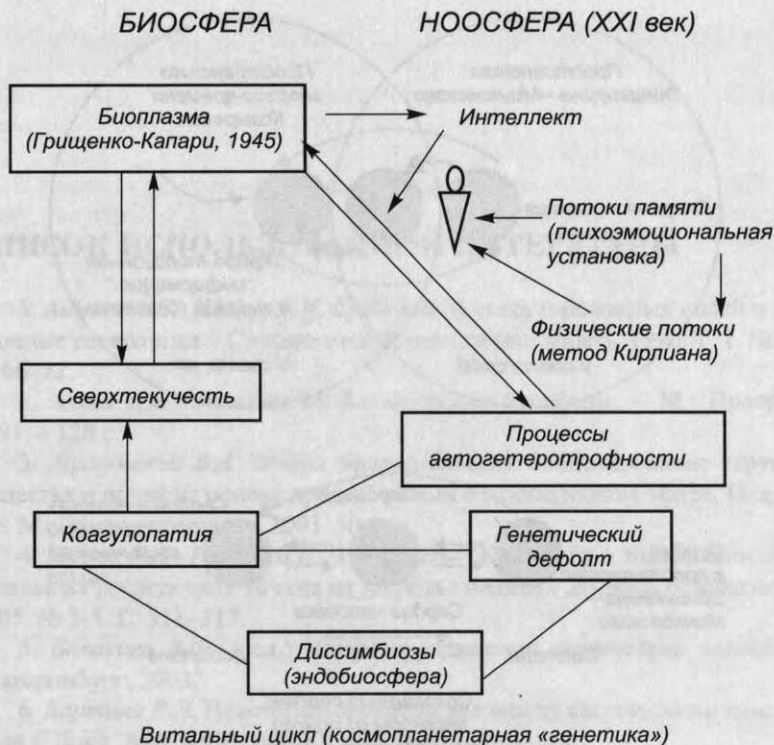 БИОСФЕРА
НООСФЕРА (XXI век)
Биоплазма
(Грищенко-Капари, 1945)
Интеллект
Потоки памяти
(психоэмоциональная
установка)
Физические потоки
(метод Кирлиана)
Сверхтекучесть
Процессы
автогетеротрофности
Коагулопатия
Генетический
дефолт
Дисимбиозы
(эндобиосфера)
Витальный цикл (космопланетарная «генетика»)